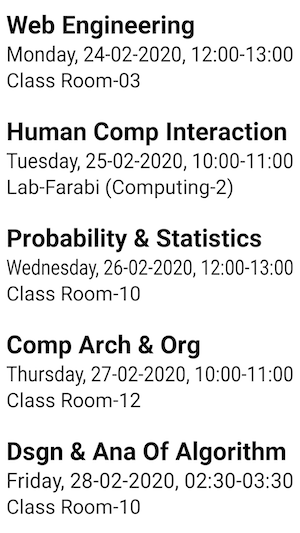 Web Engineering
Monday, 24-02-2020, 12:00-13:00
Class Room-03
Human Comp Interaction
Tuesday, 25-02-2020, 10:00-11:00
Lab-Farabi (Computing-2)
Probability & Statistics
Wednesday, 26-02-2020, 12:00-13:00
Class Room-10
Comp Arch & Org
Thursday, 27-02-2020, 10:00-11:00
Class Room-12
Dsgn & Ana Of Algorithm
Friday, 28-02-2020, 02:30-03:30
Class Room-10